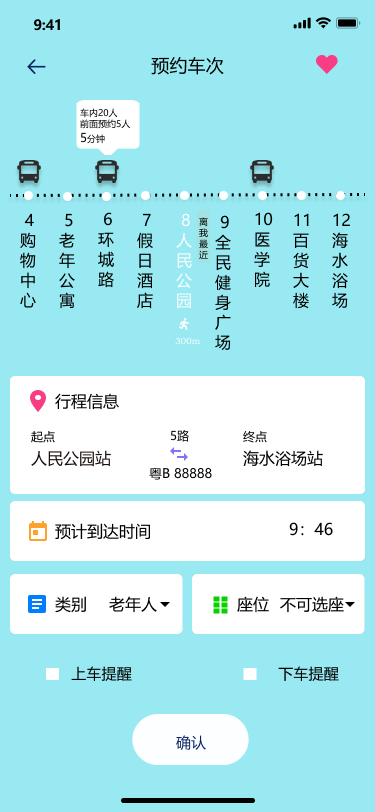 9:41
预约车次
车内20人
前面预约5人
5分钟
4
购物中心
5
老年公寓
6
环城路
7
假日酒店
8
人民公园
300m
离我最近
9
全民健身广场
10
医学院
11
百货大楼
12
海水浴场
行程信息
起点
5路
终点
人民公园站
海水浴场站
粤B 88888
预计到达时间
9：46
类别
老年人
座位
不可选座
上车提醒
下车提醒
确认